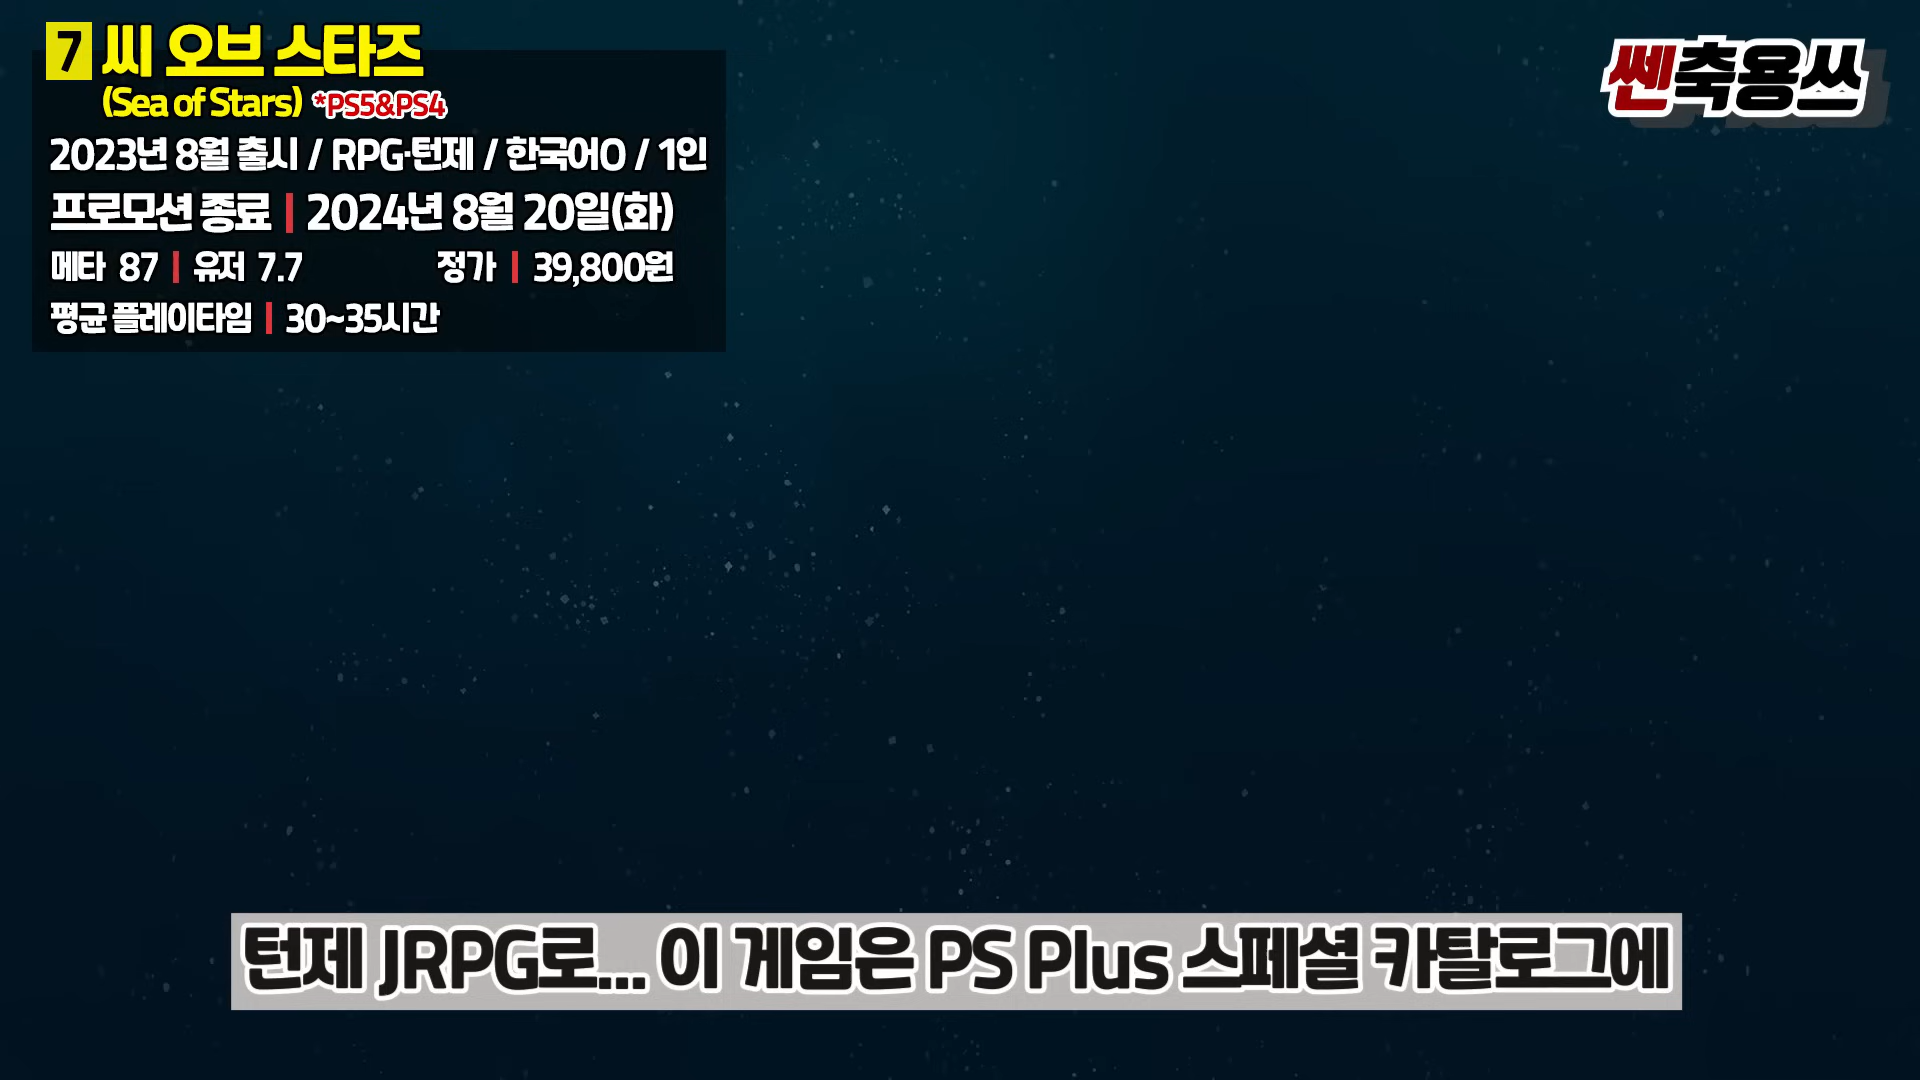 7 씨 오브 스타즈
(Sea of Stars) *PS5&PS4
2023년 8월 출시 / RPG·턴제 / 한국어O / 1인
프로모션 종료 | 2024년 8월 20일(화)
메타 87 | 유저 7.7 정가 | 39,800원
평균 플레이타임 | 30~35시간
쎈축용쓰
턴제 JRPG로... 이 게임은 PS Plus 스페셜 카탈로그에